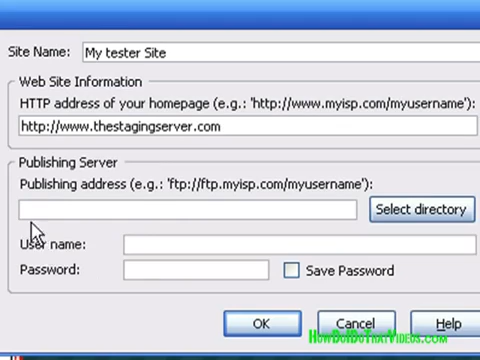 Site Name: My tester Site
Web Site Information
HTTP address of your homepage (e.g.: 'http://www.myisp.com/myusername'):
http://www.thestagingserver.com
Publishing Server
Publishing address (e.g.: 'ftp://ftp.myisp.com/myusername'):
Select directory
User name:
Password: Save Password
OK Cancel Help
HowDoIDoThatVideos.com